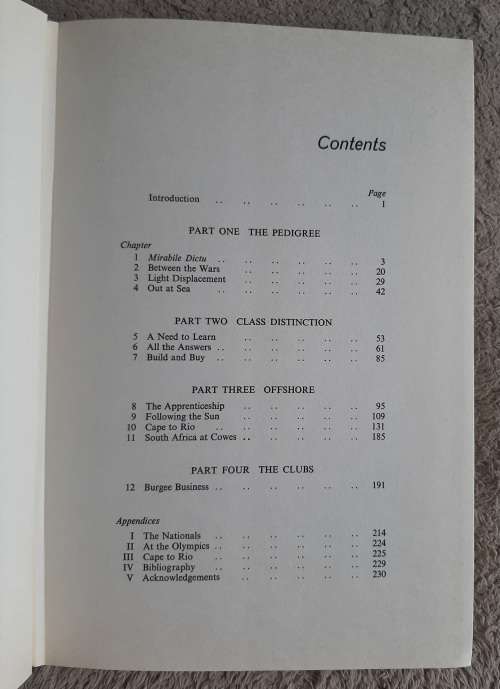 Contents
Page
Introduction .. .. .. .. .. .. 1
PART ONE THE PEDIGREE
Chapter
1 Mirabile Dictu .. .. .. .. .. .. 3
2 Between the Wars .. .. .. .. .. 20
3 Light Displacement .. .. .. .. .. 29
4 Out at Sea .. .. .. .. .. .. 42
PART TWO CLASS DISTINCTION
5 A Need to Learn .. .. .. .. .. 53
6 All the Answers .. .. .. .. .. .. 61
7 Build and Buy .. .. .. .. .. .. 85
PART THREE OFFSHORE
8 The Apprenticeship .. .. .. .. .. 95
9 Following the Sun .. .. .. .. .. 109
10 Cape to Rio .. .. .. .. .. .. 131
11 South Africa at Cowes .. .. .. .. .. 185
PART FOUR THE CLUBS
12 Burgee Business .. .. .. .. .. .. 191
Appendices
I The Nationals .. .. .. .. .. .. 214
II At the Olympics .. .. .. .. .. .. 224
III Cape to Rio .. .. .. .. .. .. 225
IV Bibliography .. .. .. .. .. .. 229
V Acknowledgements .. .. .. .. .. 230